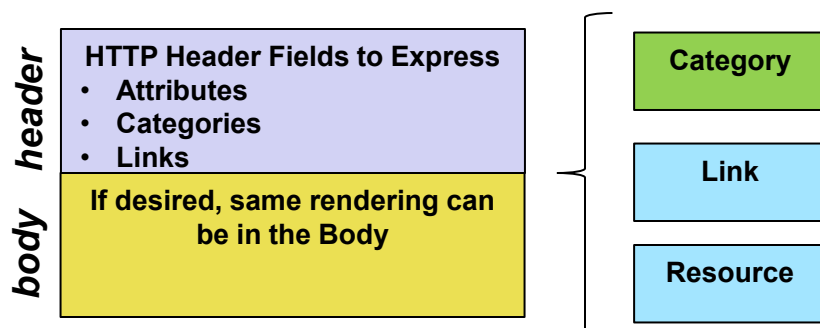 header
HTTP Header Fields to Express
• Attributes
• Categories
• Links
body
If desired, same rendering can
be in the Body
Category
Link
Resource